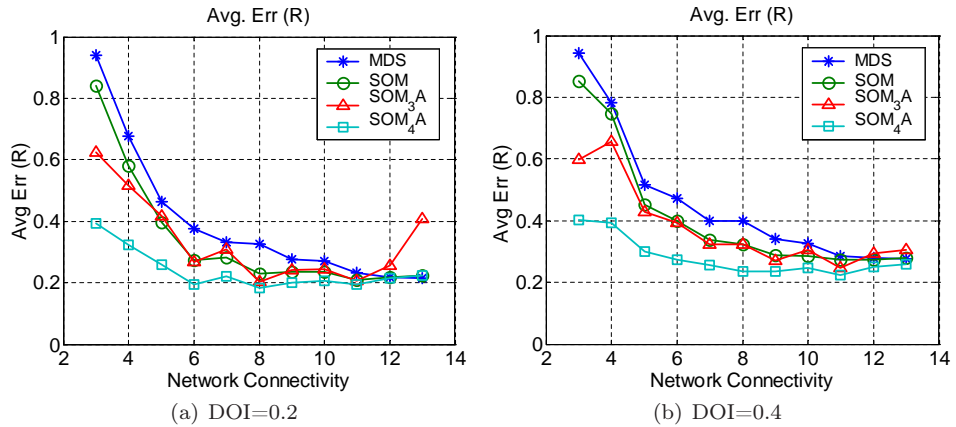 Avg. Err (R)
1
0.8
0.6
0.4
0.2
0
Avg Err (R)
2 4 6 8 10 12 14
Network Connectivity
MDS
SOM
SOM₃A
SOM₄A
(a) DOI=0.2
Avg. Err (R)
1
0.8
0.6
0.4
0.2
0
Avg Err (R)
2 4 6 8 10 12 14
Network Connectivity
MDS
SOM
SOM₃A
SOM₄A
(b) DOI=0.4